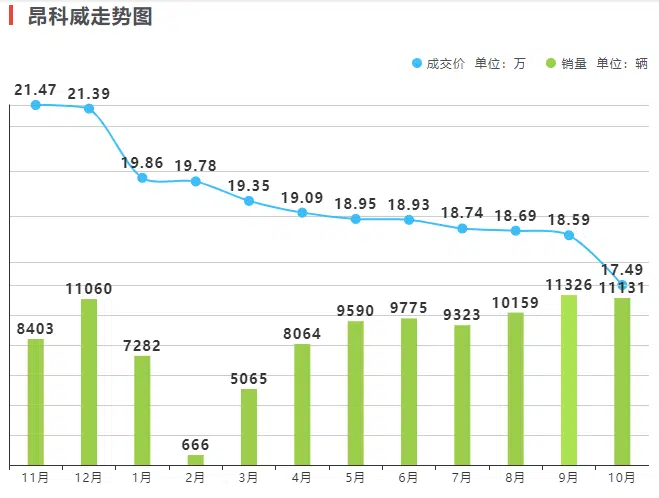 昂科威走势图
成交价 单位：万 销量 单位：辆
21.47 21.39 19.86 19.78 19.35 19.09 18.95 18.93 18.74 18.69 18.59 17.49
8403 11060 7282 666 5065 8064 9590 9775 9323 10159 11326 11131
11月 12月 1月 2月 3月 4月 5月 6月 7月 8月 9月 10月